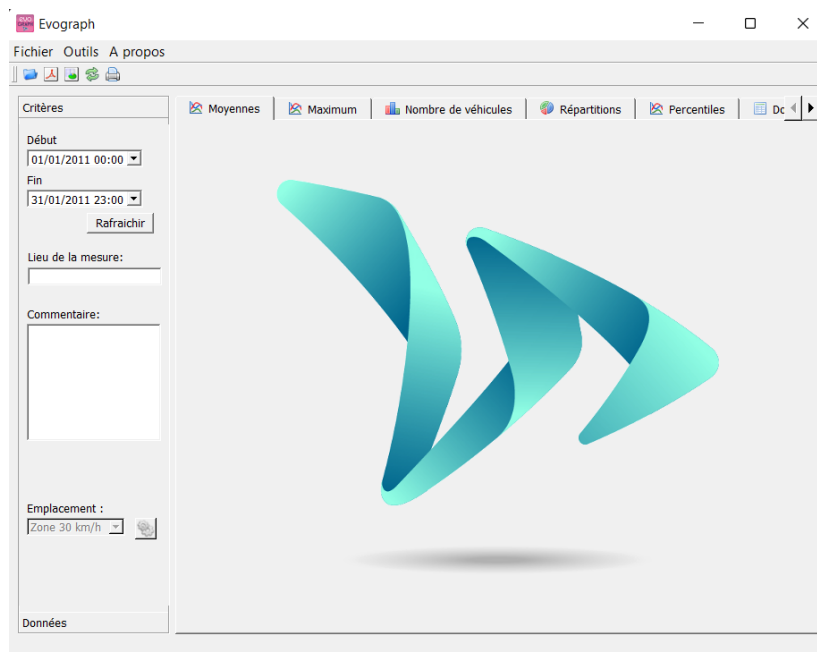 Evograph
Fichier Outils A propos
Critères
Moyennes
Maximum
Nombre de véhicules
Répartitions
Percentiles
Dc
Début
01/01/2011 00:00
Fin
31/01/2011 23:00
Rafraichir
Lieu de la mesure:
Commentaire:
Emplacement :
Zone 30 km/h
Données